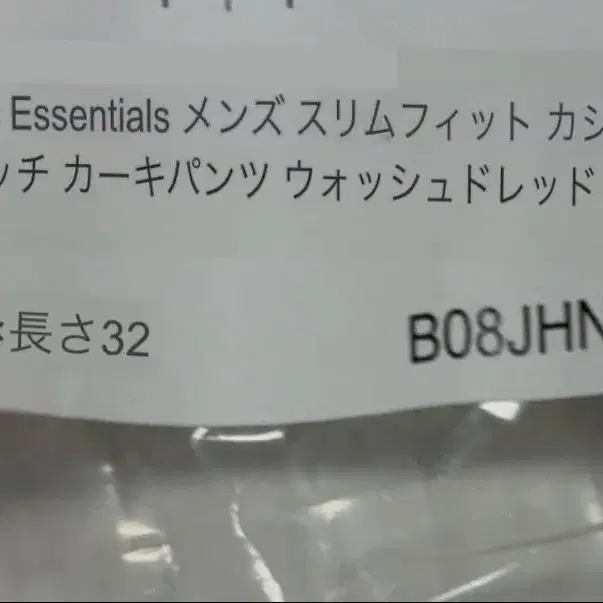 Essentials メンズ スリムフィット カジ
ッチ カーキパンツ ウォッシュドレッド
長さ32
B08JHN